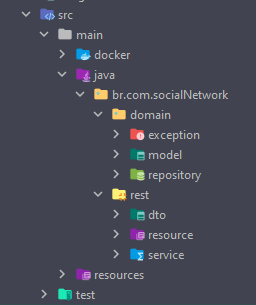 src
main
docker
java
br.com.socialNetwork
domain
exception
model
repository
rest
dto
resource
service
resources
test